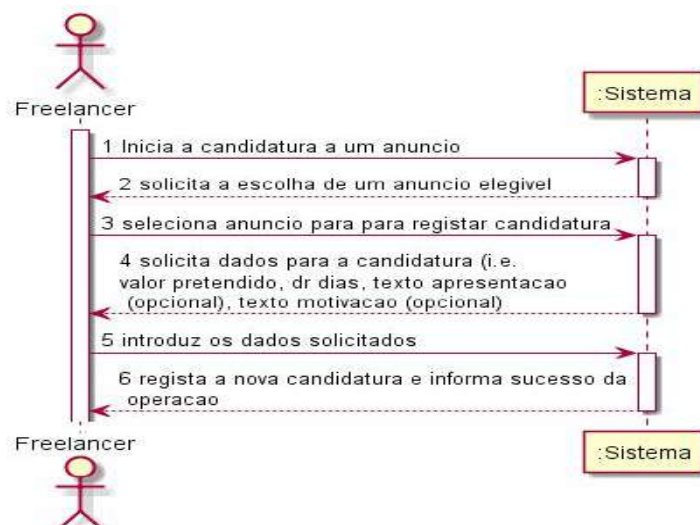 Freelancer
:Sistema
1 Inicia a candidatura a um anuncio
2 solicita a escolha de um anuncio elegivel
3 seleciona anuncio para para registar candidatura
4 solicita dados para a candidatura (i.e.
valor pretendido, dr dias, texto apresentacao
(opcional), texto motivacao (opcional)
5 introduz os dados solicitados
6 regista a nova candidatura e informa sucesso da
operacao
Freelancer
:Sistema